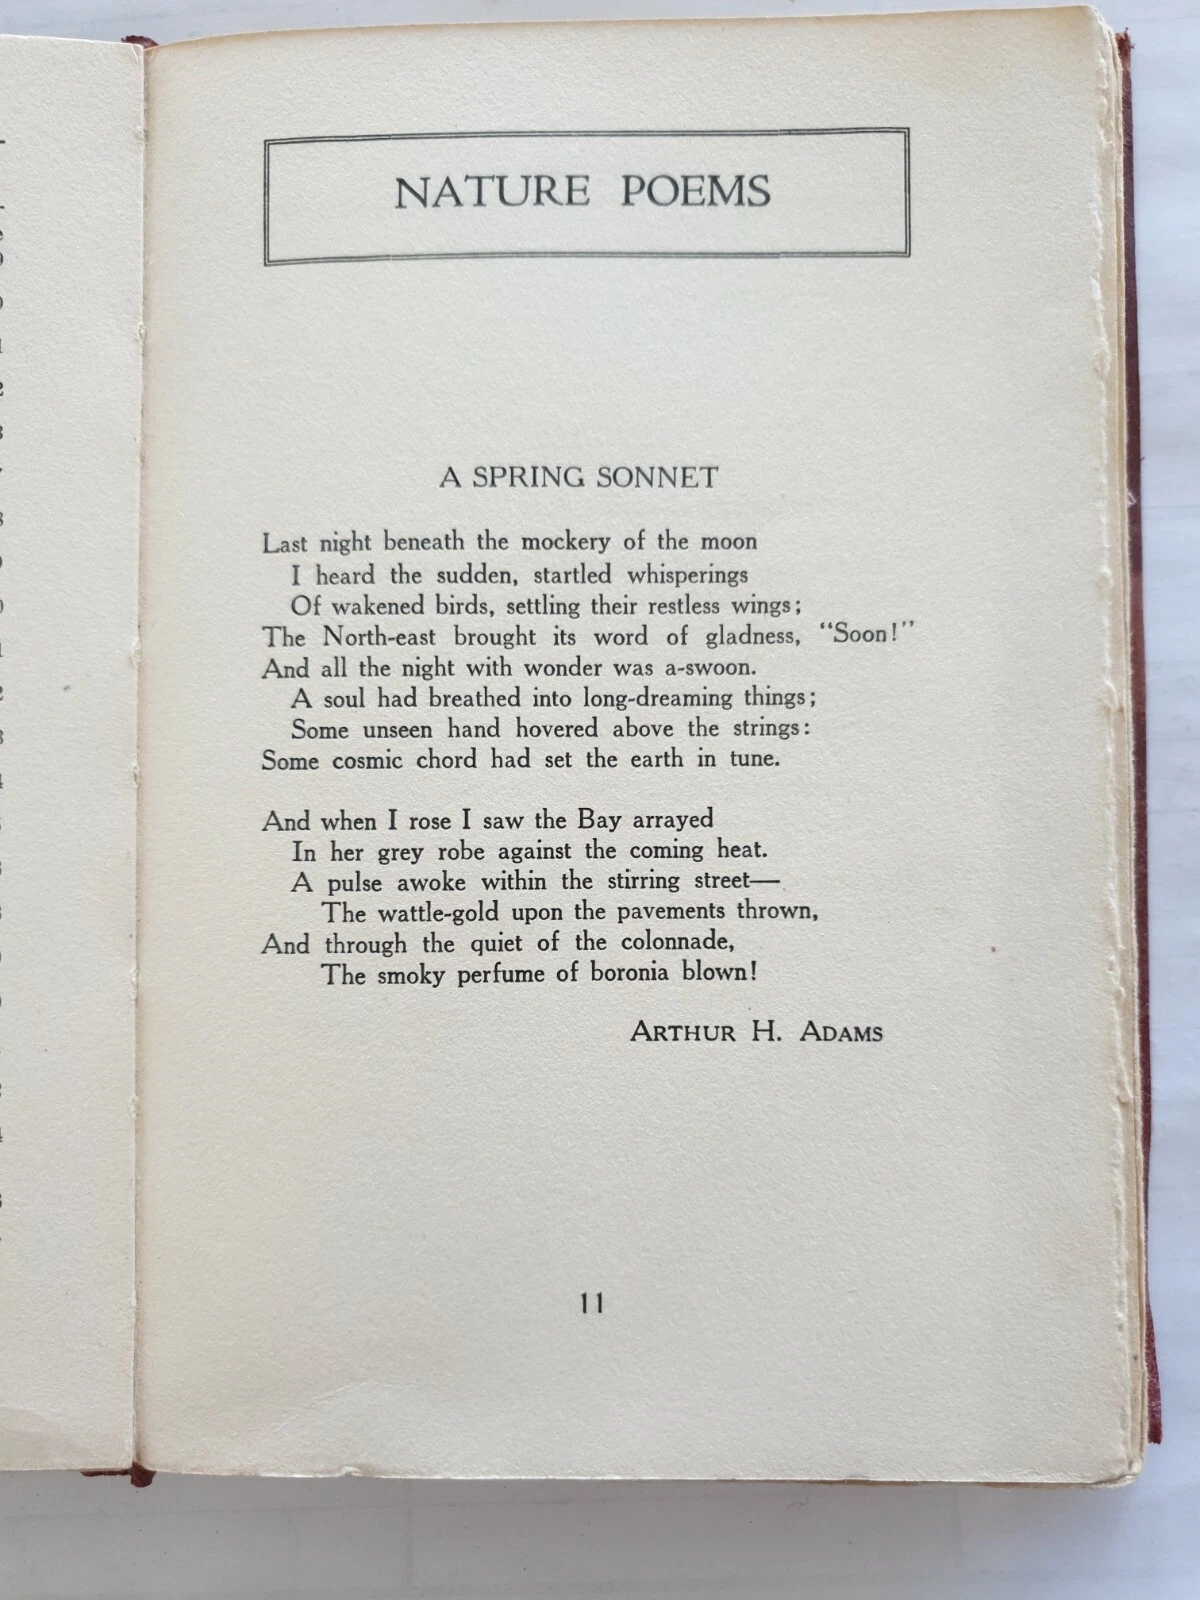 NATURE POEMS
A SPRING SONNET
Last night beneath the mockery of the moon
I heard the sudden, startled whisperings
Of wakened birds, settling their restless wings;
The North-east brought its word of gladness, "Soon!"
And all the night with wonder was a-swoon.
A soul had breathed into long-dreaming things;
Some unseen hand hovered above the strings:
Some cosmic chord had set the earth in tune.
And when I rose I saw the Bay arrayed
In her grey robe against the coming heat.
A pulse awoke within the stirring street—
The wattle-gold upon the pavements thrown,
And through the quiet of the colonnade,
The smoky perfume of boronia blown!
ARTHUR H. ADAMS
11